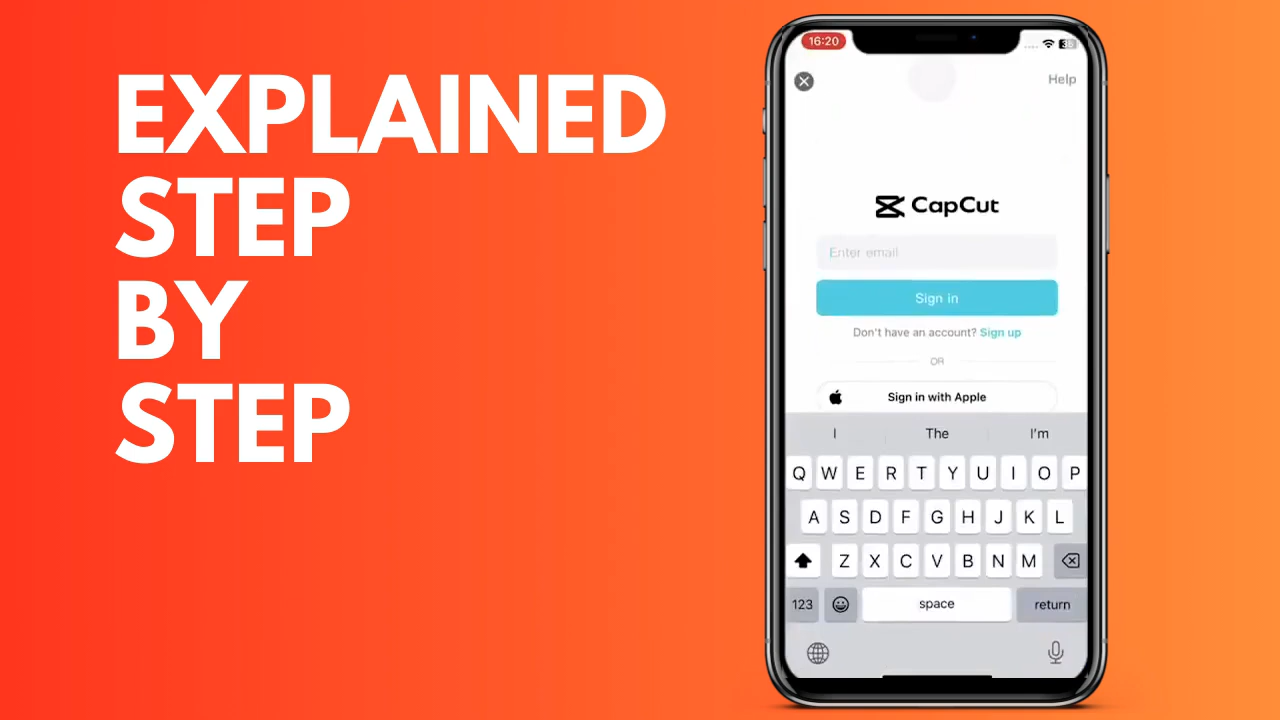 EXPLAINED
STEP
BY
STEP
16:20
Help
CapCut
Enter email
Sign in
Don't have an account? Sign up
OR
Sign in with Apple
I The I'm
Q W E R T Y U I O P
A S D F G H J K L
Z X C V B N M
123 space return